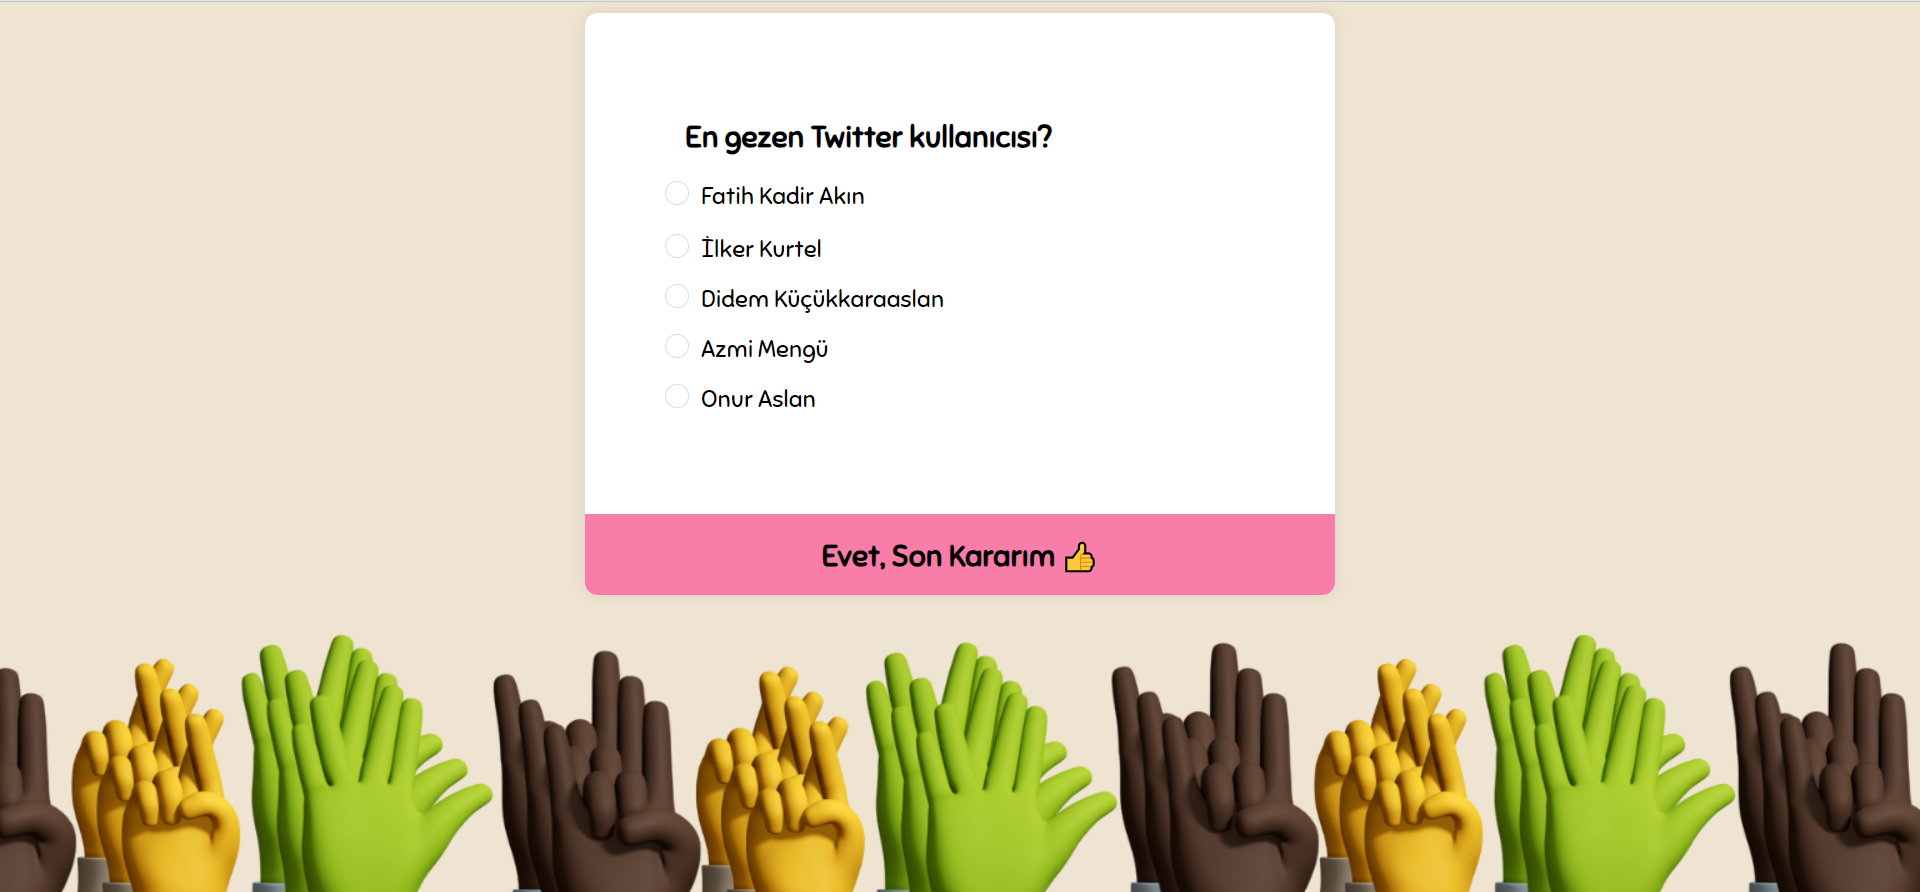 En gezen Twitter kullanıcısı?
Fatih Kadir Akın
İlker Kurtel
Didem Küçükkaraaslan
Azmi Mengü
Onur Aslan
Evet, Son Kararım 👍